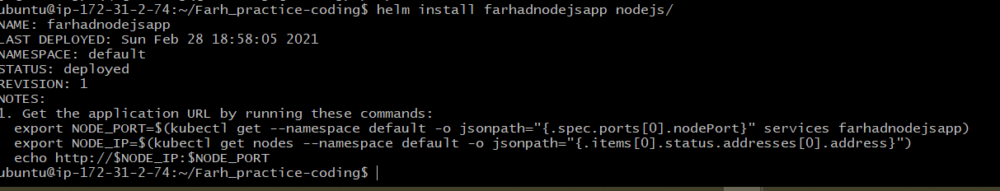 ubuntu@ip-172-31-2-74:~/Farh_practice-coding$ helm install farhadnodejsapp nodejs/
NAME: farhadnodejsapp
LAST DEPLOYED: Sun Feb 28 18:58:05 2021
NAMESPACE: default
STATUS: deployed
REVISION: 1
NOTES:
1. Get the application URL by running these commands:
  export NODE_PORT=$(kubectl get --namespace default -o jsonpath="{.spec.ports[0].nodePort}" services farhadnodejsapp)
  export NODE_IP=$(kubectl get nodes --namespace default -o jsonpath="{.items[0].status.addresses[0].address}")
  echo http://$NODE_IP:$NODE_PORT
ubuntu@ip-172-31-2-74:~/Farh_practice-coding$